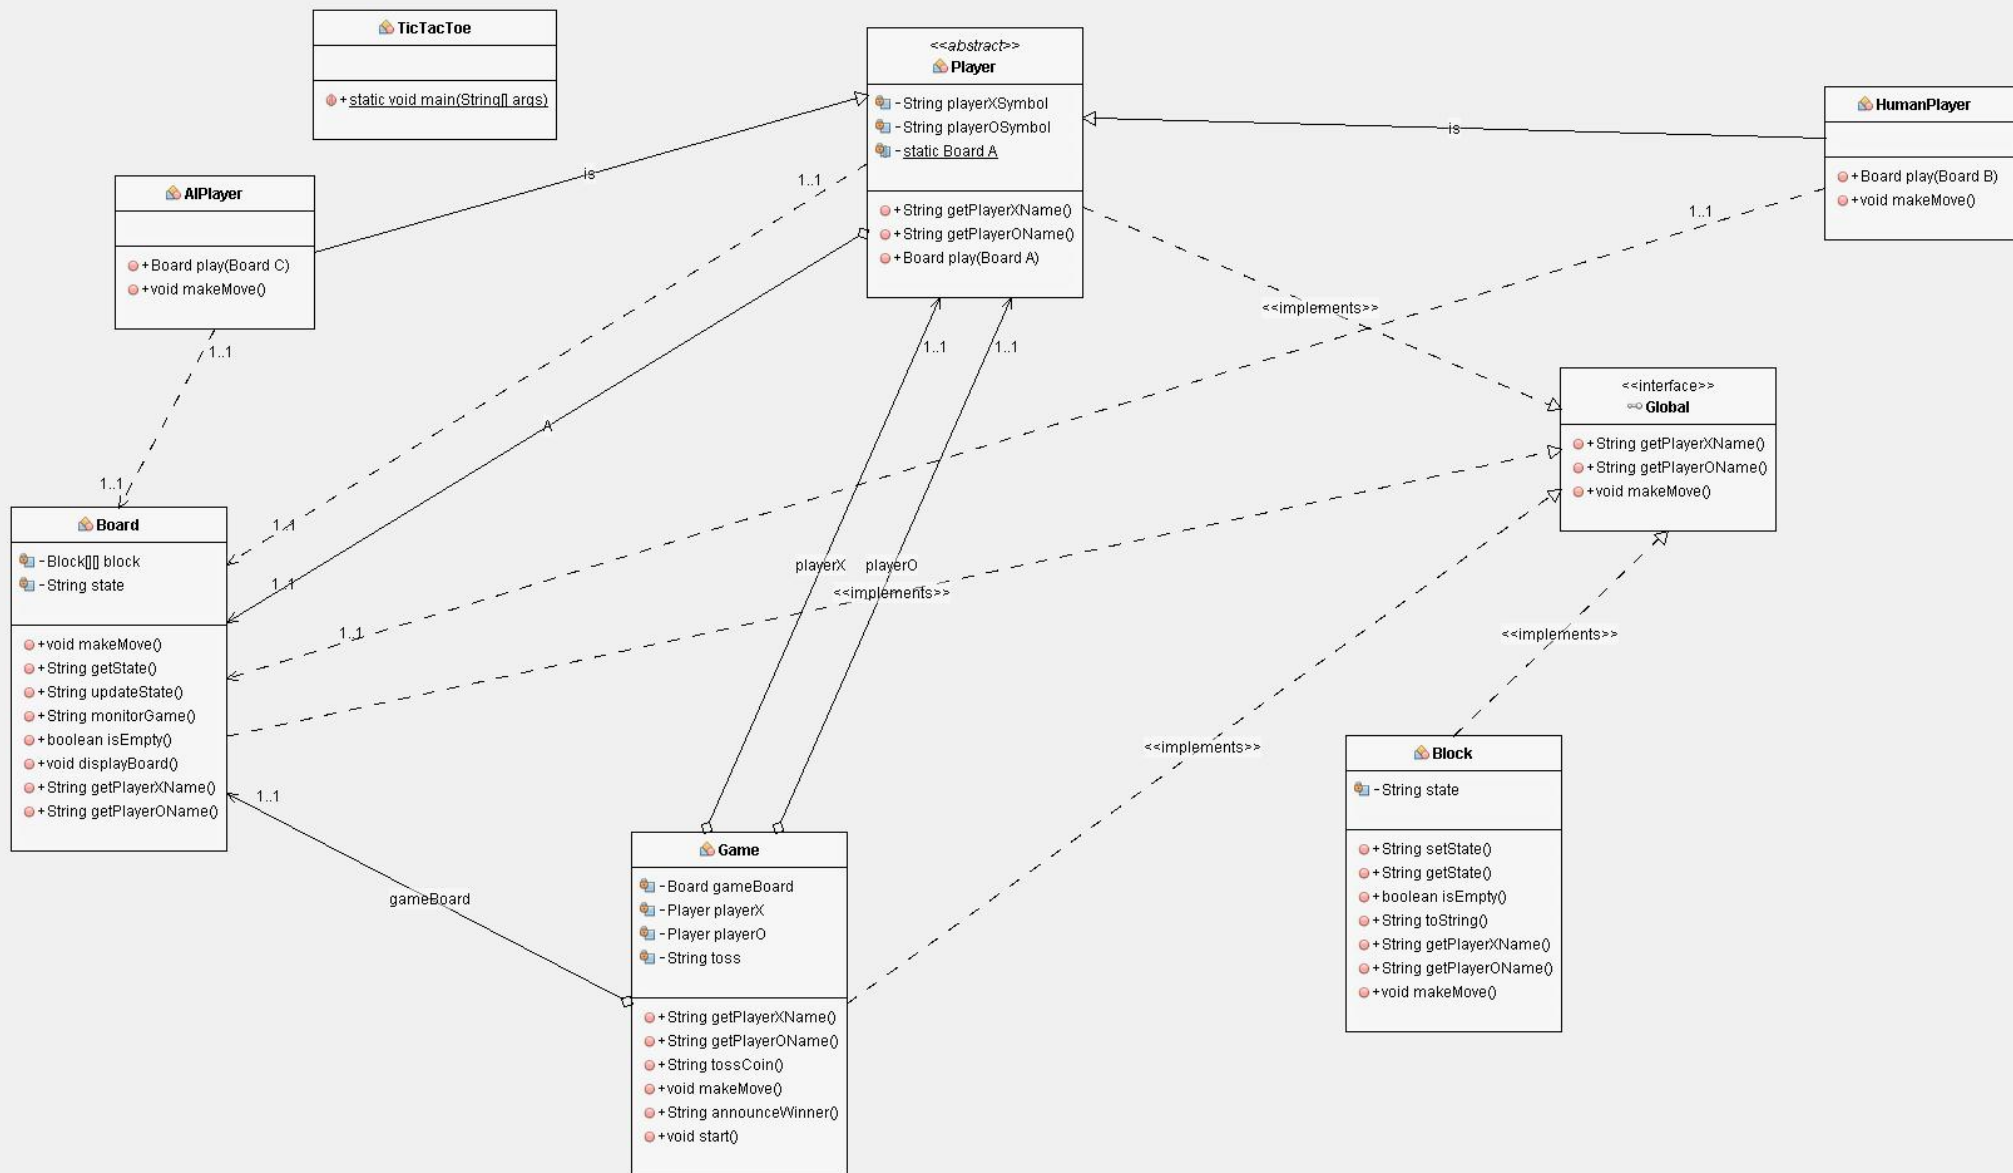 TicTacToe
+static void main(String[] args)
<<abstract>>
Player
-String playerXSymbol
-String playerOSymbol
-static Board A
+String getPlayerXName()
+String getPlayerOName()
+Board play(Board A)
HumanPlayer
+Board play(Board B)
+void makeMove()
AIPlayer
+Board play(Board C)
+void makeMove()
is
is
1..1
1..1
<<implements>>
1..1
1..1
1..1
A
<<interface>>
Global
+String getPlayerXName()
+String getPlayerOName()
+void makeMove()
1..1
1..1
1..1
1..1
playerX
playerO
<<implements>>
<<implements>>
<<implements>>
Board
-Block[][] block
-String state
+void makeMove()
+String getState()
+String updateState()
+String monitorGame()
+boolean isEmpty()
+void displayBoard()
+String getPlayerXName()
+String getPlayerOName()
1..1
gameBoard
Block
-String state
+String setState()
+String getState()
+boolean isEmpty()
+String toString()
+String getPlayerXName()
+String getPlayerOName()
+void makeMove()
Game
-Board gameBoard
-Player playerX
-Player playerO
-String toss
+String getPlayerXName()
+String getPlayerOName()
+String tossCoin()
+void makeMove()
+String announceWinner()
+void start()